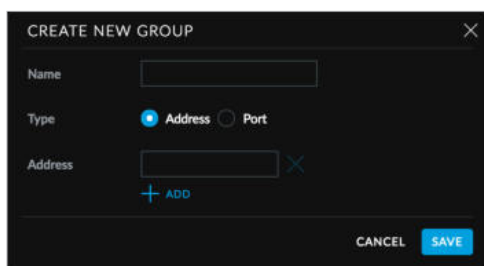 CREATE NEW GROUP
Name
Type Address Port
Address
ADD
CANCEL SAVE